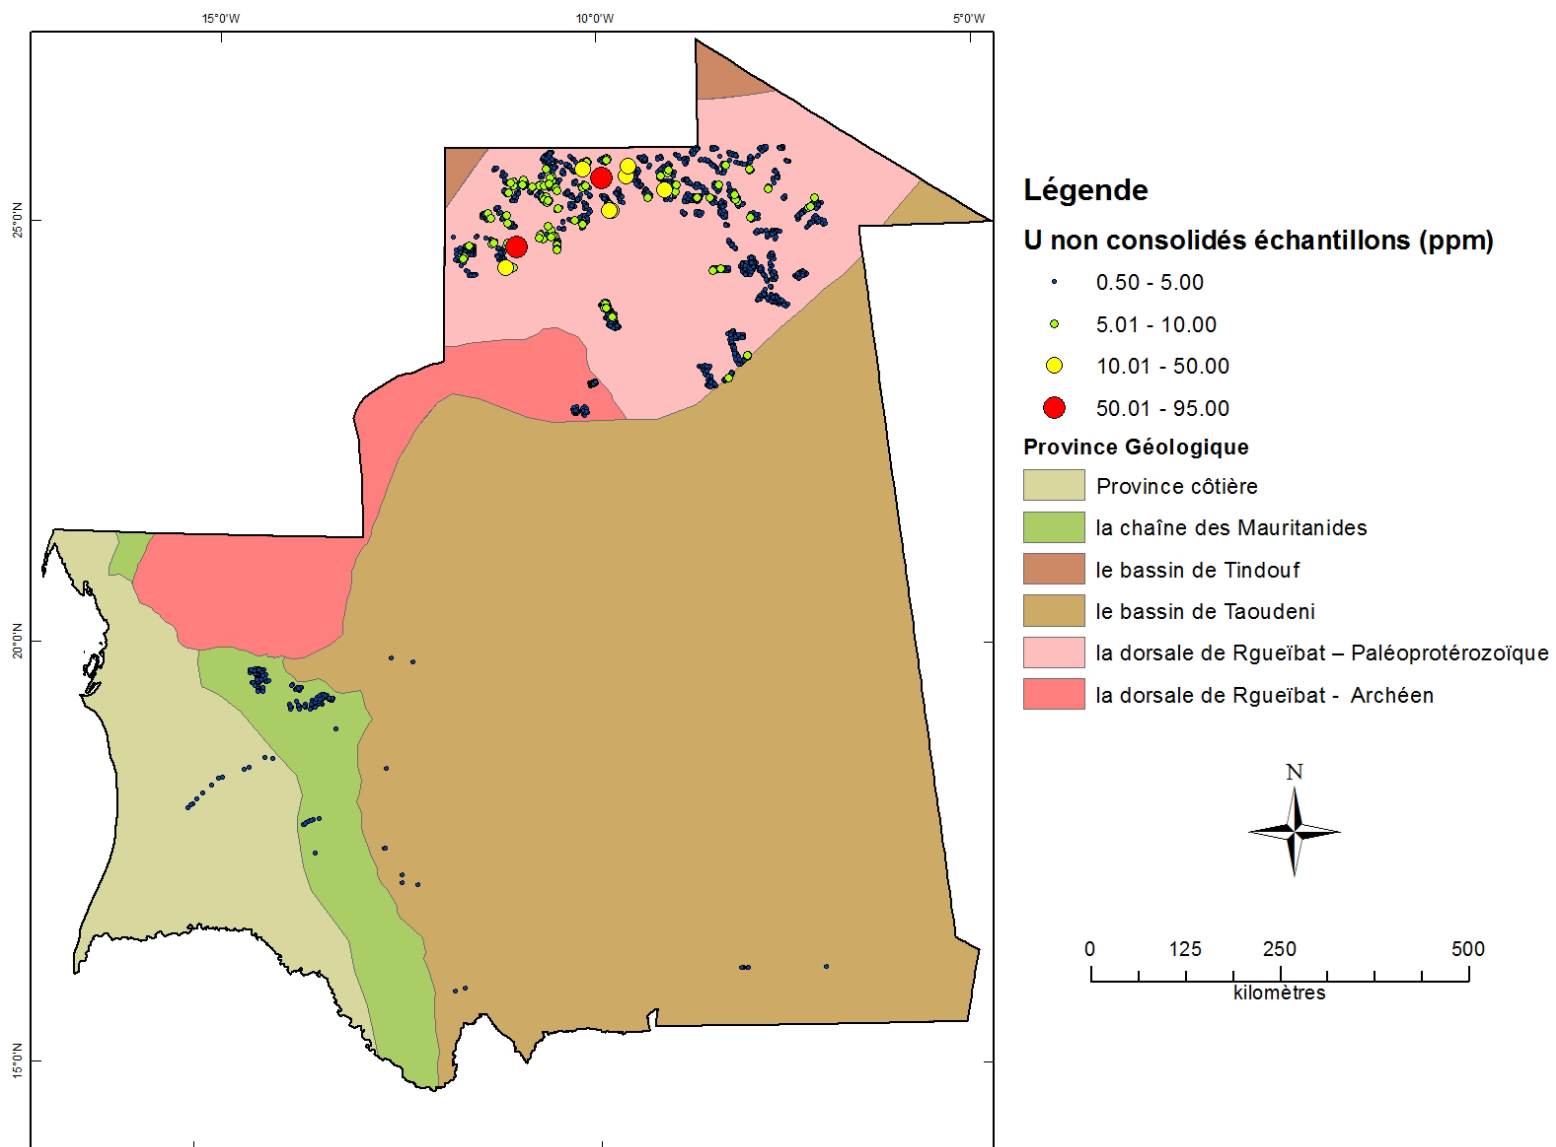 15°0'W 10°0'W 5°0'W
25°0'N
20°0'N
15°0'N
Légende
U non consolidés échantillons (ppm)
0.50 - 5.00
5.01 - 10.00
10.01 - 50.00
50.01 - 95.00
Province Géologique
Province côtière
la chaîne des Mauritanides
le bassin de Tindouf
le bassin de Taoudeni
la dorsale de Rgueïbat – Paléoprotérozoïque
la dorsale de Rgueïbat - Archéen
N
0 125 250 500
kilomètres